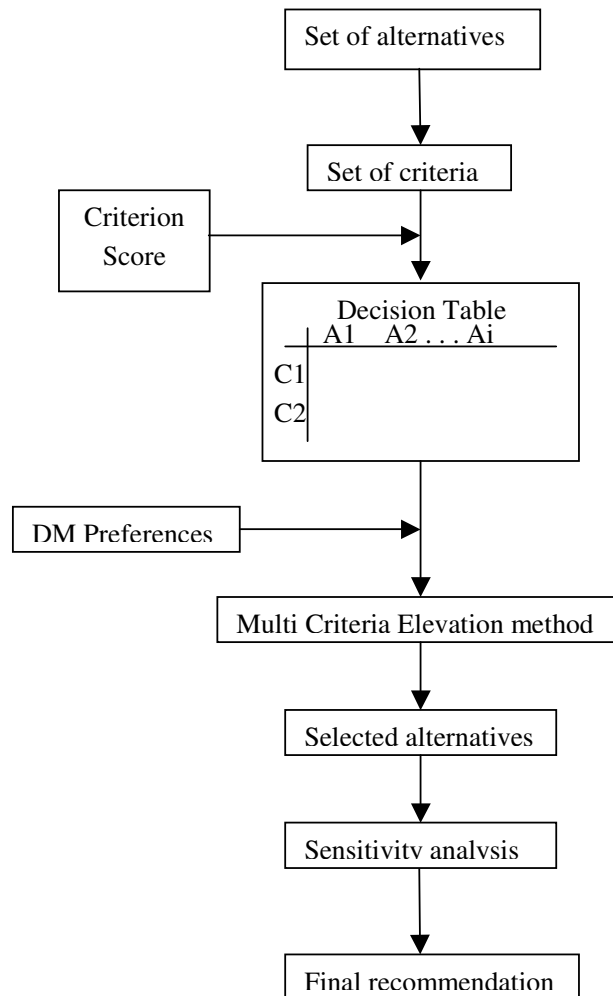 Set of alternatives
Set of criteria
Criterion
Score
Decision Table
A1 A2 . . . Ai
C1
C2
DM Preferences
Multi Criteria Elevation method
Selected alternatives
Sensitivity analysis
Final recommendation